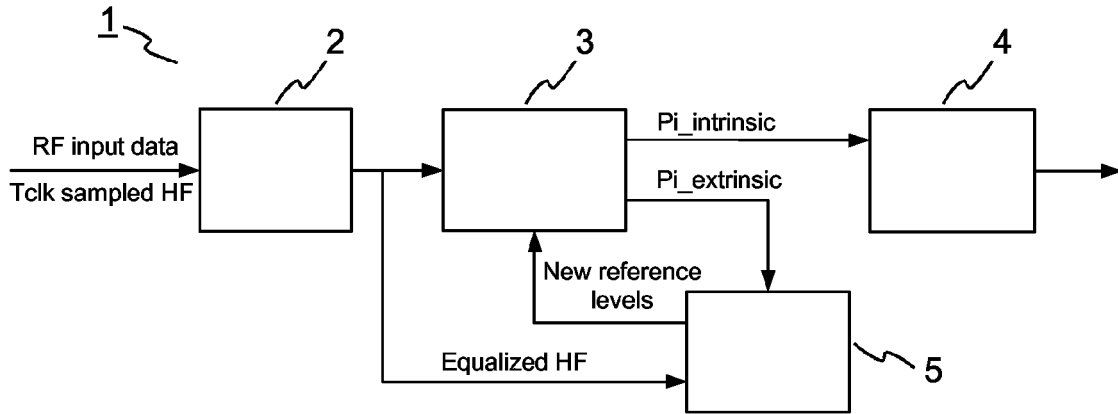 1
2
3
4
RF input data
Tclk sampled HF
Pi_intrinsic
Pi_extrinsic
New reference
levels
Equalized HF
5